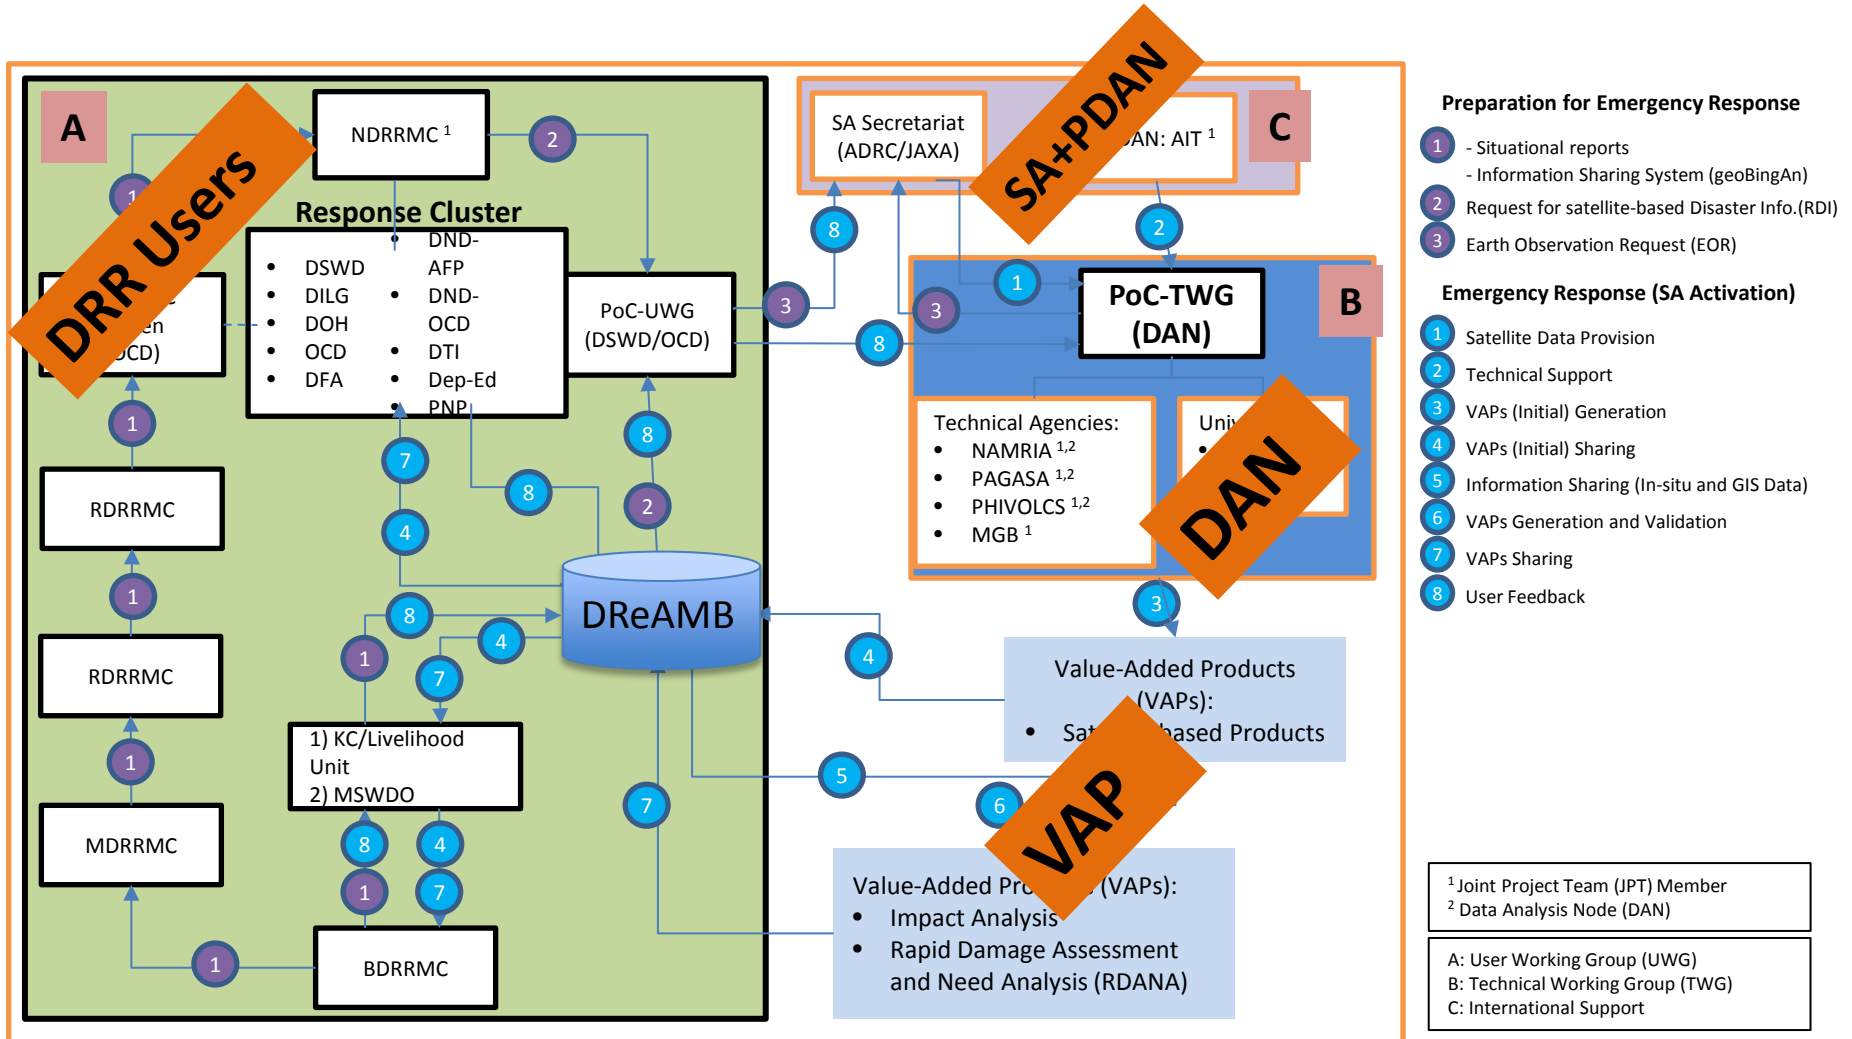 A
NDRRMC 1
DRR Users
Response Cluster
• DSWD
• DILG
• DOH
• OCD
• DFA
• DND-
AFP
• DND-
OCD
• DTI
• Dep-Ed
• PNP
PoC-UWG
(DSWD/OCD)
OCD)
RDRRMC
RDRRMC
MDRRMC
BDRRMC
1) KC/Livelihood
Unit
2) MSWDO
DReAMB
1
2
1
1
1
1
1
7
4
8
8
2
8
1
4
7
8
1
4
7
3
8
8
3
1
2
3
4
5
6
7
SA Secretariat
(ADRC/JAXA)
SA+PDAN
AIT 1
C
B
PoC-TWG
(DAN)
Technical Agencies:
• NAMRIA 1,2
• PAGASA 1,2
• PHIVOLCS 1,2
• MGB 1
DAN
Value-Added Products
(VAPs):
• Products
VAP
Value-Added (VAPs):
• Impact Analysis
• Rapid Damage Assessment
and Need Analysis (RDANA)
Preparation for Emergency Response
1 - Situational reports
- Information Sharing System (geoBingAn)
2 Request for satellite-based Disaster Info.(RDI)
3 Earth Observation Request (EOR)
Emergency Response (SA Activation)
1 Satellite Data Provision
2 Technical Support
3 VAPs (Initial) Generation
4 VAPs (Initial) Sharing
5 Information Sharing (In-situ and GIS Data)
6 VAPs Generation and Validation
7 VAPs Sharing
8 User Feedback
1 Joint Project Team (JPT) Member
2 Data Analysis Node (DAN)
A: User Working Group (UWG)
B: Technical Working Group (TWG)
C: International Support